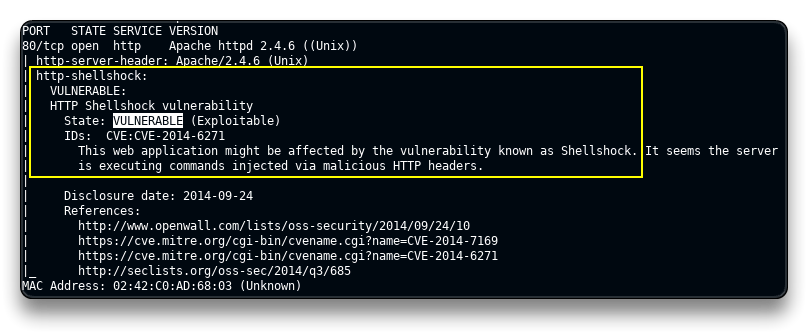 PORT   STATE SERVICE VERSION
80/tcp open  http    Apache httpd 2.4.6 ((Unix))
| http-server-header: Apache/2.4.6 (Unix)
| http-shellshock:
|   VULNERABLE:
|   HTTP Shellshock vulnerability
|     State: VULNERABLE (Exploitable)
|     IDs:  CVE:CVE-2014-6271
|       This web application might be affected by the vulnerability known as Shellshock. It seems the server
|       is executing commands injected via malicious HTTP headers.
|
|     Disclosure date: 2014-09-24
|     References:
|       http://www.openwall.com/lists/oss-security/2014/09/24/10
|       https://cve.mitre.org/cgi-bin/cvename.cgi?name=CVE-2014-7169
|       https://cve.mitre.org/cgi-bin/cvename.cgi?name=CVE-2014-6271
|_      http://seclists.org/oss-sec/2014/q3/685
MAC Address: 02:42:C0:AD:68:03 (Unknown)